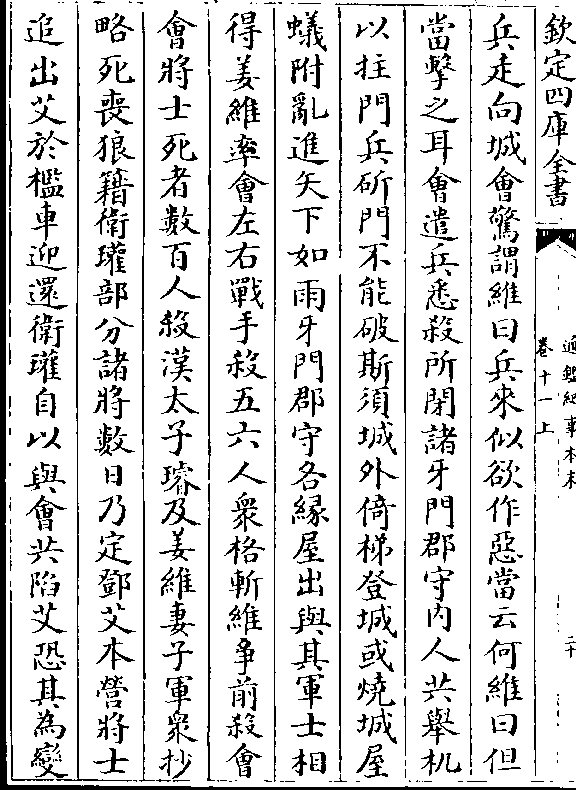 欽定四庫全書
通鑑紀事本末
卷十一上
二十
兵走向城會驚謂維曰兵來似欲作惡當云何維曰但
當擊之耳會遣兵悉殺所閉諸牙門郡守内人共舉机
以拄門兵斫門不能破斯須城外倚梯登城或燒城屋
蟻附亂進矢下如雨牙門郡守各縁屋出與其軍士相
得姜維率會左右戰手殺五六人衆格斬維爭前殺會
會將士死者數百人殺漢太子璿及姜維妻子軍衆抄
略死喪狼籍衛瓘部分諸將數日乃定鄧艾本營將士
追出艾於檻車迎還衛瓘自以與會共陷艾恐其為變